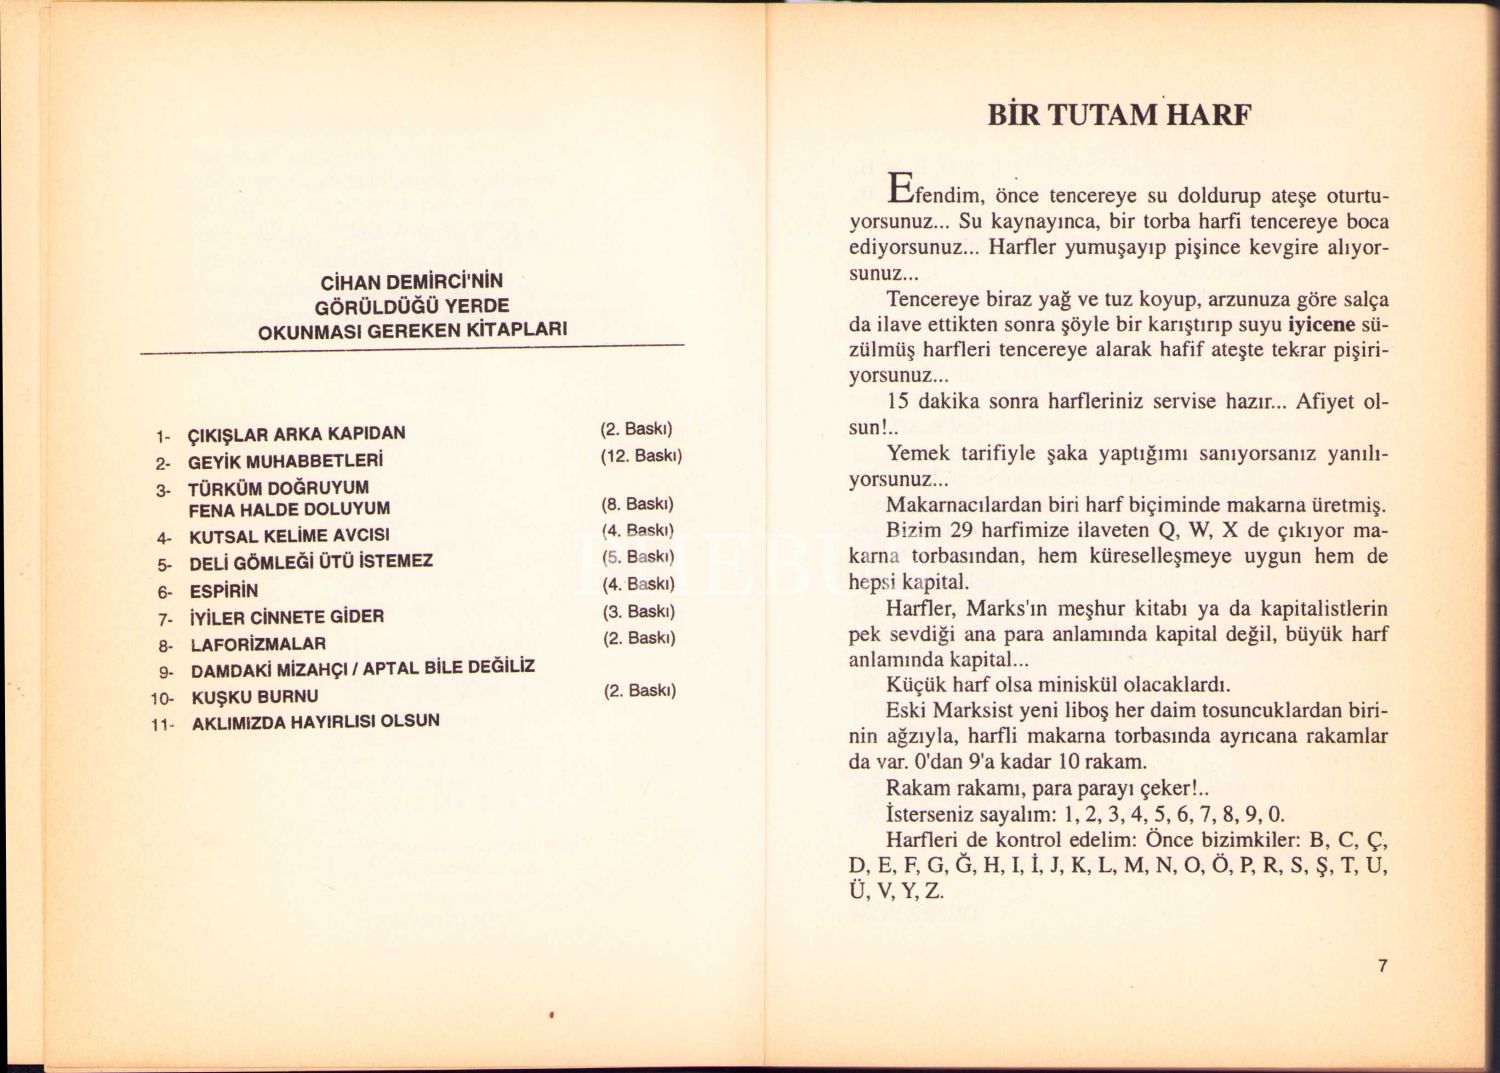 CİHAN DEMİRCİ'NİN
GÖRÜLDÜĞÜ YERDE
OKUNMASI GEREKEN KİTAPLARI
1- ÇIKIŞLAR ARKA KAPIDAN (2. Baskı)
2- GEYİK MUHABBETLERİ (12. Baskı)
3- TÜRKÜM DOĞRUYUM
FENA HALDE DOLUYUM (8. Baskı)
4- KUTSAL KELİME AVCISI (4. Baskı)
5- DELİ GÖMLEĞİ ÜTÜ İSTEMEZ (5. Baskı)
6- ESPİRİN (4. Baskı)
7- İYİLER CİNNETE GİDER (3. Baskı)
8- LAFORİZMALAR (2. Baskı)
9- DAMDAKİ MİZAHÇI / APTAL BİLE DEĞİLİZ
10- KUŞKU BURNU (2. Baskı)
11- AKLIMIZDA HAYIRLISI OLSUN
BİR TUTAM HARF
Efendim, önce tencereye su doldurup ateşe oturtu-
yorsunuz... Su kaynayınca, bir torba harfi tencereye boca
ediyorsunuz... Harfler yumuşayıp pişince kevgire alıyor-
sunuz...
Tencereye biraz yağ ve tuz koyup, arzunuza göre salça
da ilave ettikten sonra şöyle bir karıştırıp suyu iyicene sü-
zülmüş harfleri tencereye alarak hafif ateşte tekrar pişiri-
yorsunuz...
15 dakika sonra harfleriniz servise hazır... Afiyet ol-
sun!..
Yemek tarifiyle şaka yaptığımı sanıyorsanız yanılı-
yorsunuz...
Makarnacılardan biri harf biçiminde makarna üretmiş.
Bizim 29 harfimize ilaveten Q, W, X de çıkıyor ma-
karna torbasından, hem küreselleşmeye uygun hem de
hepsi kapital.
Harfler, Marks'ın meşhur kitabı ya da kapitalistlerin
pek sevdiği ana para anlamında kapital değil, büyük harf
anlamında kapital...
Küçük harf olsa miniskül olacaklardı.
Eski Marksist yeni liboş her daim tosuncuklardan biri-
nin ağzıyla, harfli makarna torbasında ayrıcana rakamlar
da var. 0'dan 9'a kadar 10 rakam.
Rakam rakamı, para parayı çeker!..
İsterseniz sayalım: 1, 2, 3, 4, 5, 6, 7, 8, 9, 0.
Harfleri de kontrol edelim: Önce bizimkiler: B, C, Ç,
D, E, F, G, Ğ, H, I, İ, J, K, L, M, N, O, Ö, P, R, S, Ş, T, U,
Ü, V, Y, Z.
7